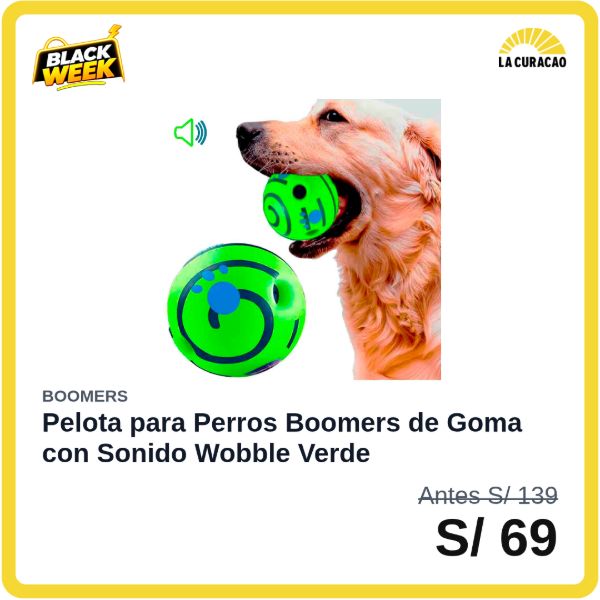 BLACK
WEEK
LA CURACAO
BOOMERS
Pelota para Perros Boomers de Goma
con Sonido Wobble Verde
Antes S/ 139
S/ 69